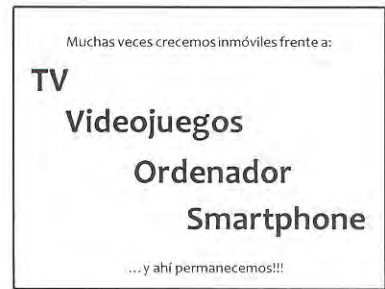 Muchas veces crecemos inmóviles frente a:
TV
Videojuegos
Ordenador
Smartphone
...y ahí permanecemos!!!